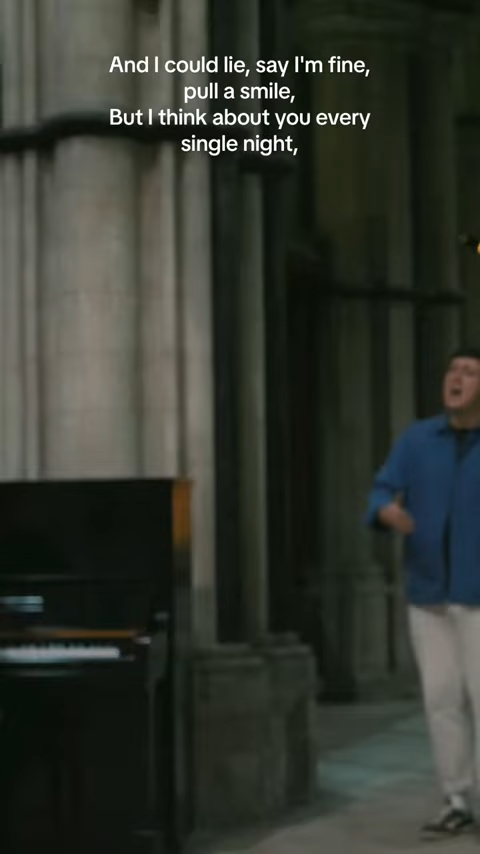 And I could lie, say I'm fine,
pull a smile,
But I think about you every
single night,